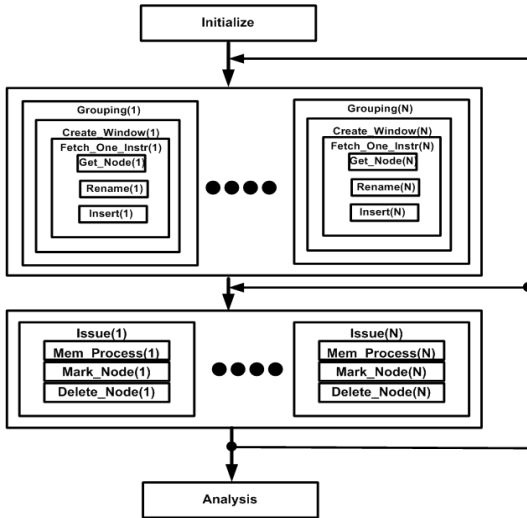 Initialize
Grouping(1)
Create_Window(1)
Fetch_One_Instr(1)
Get_Node(1)
Rename(1)
Insert(1)
Grouping(N)
Create_Window(N)
Fetch_One_Instr(N)
Get_Node(N)
Rename(N)
Insert(N)
Issue(1)
Mem_Process(1)
Mark_Node(1)
Delete_Node(1)
Issue(N)
Mem_Process(N)
Mark_Node(N)
Delete_Node(N)
Analysis